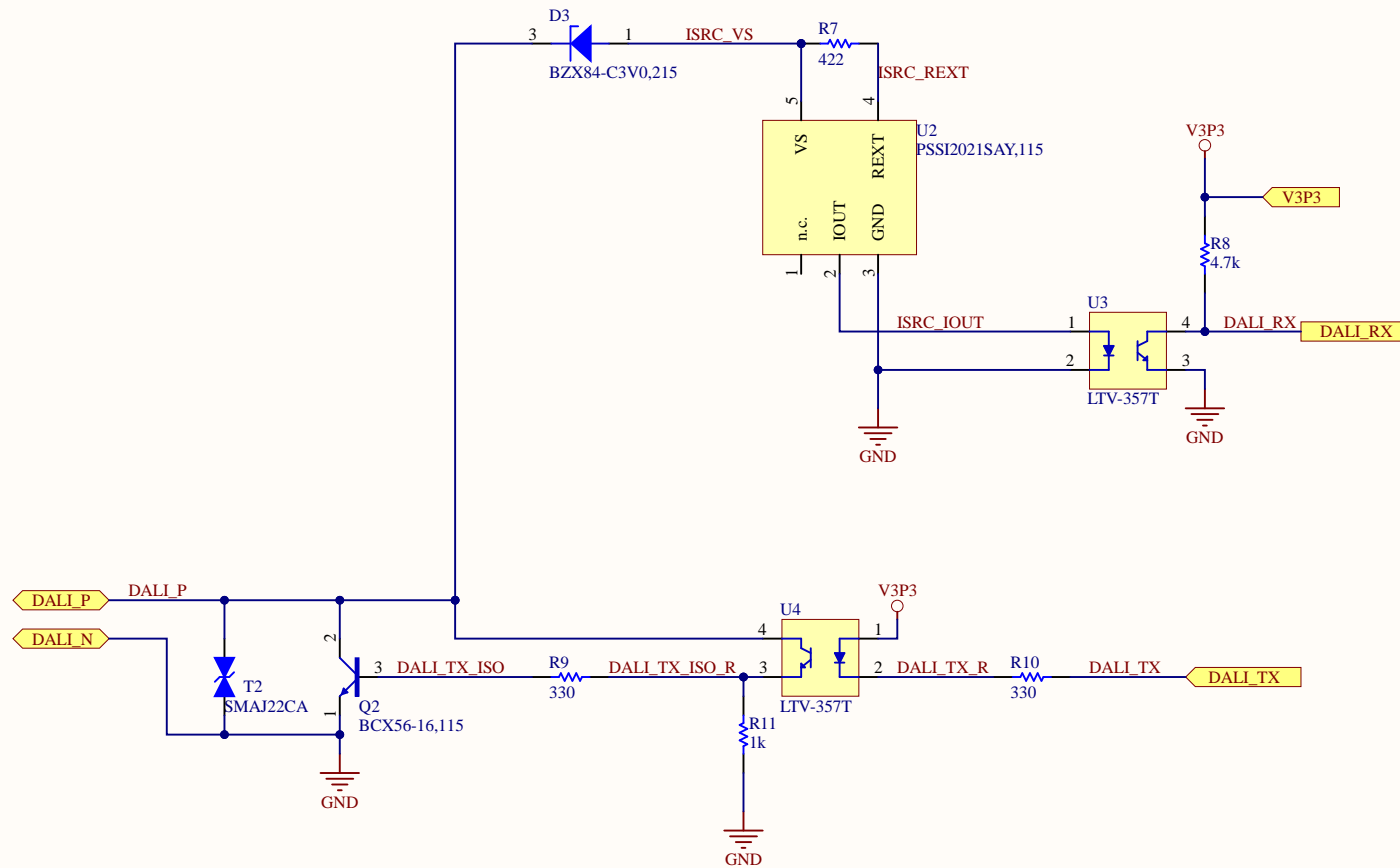 D3
3
1
BZX84-C3V0,215
ISRC_VS
R7
422
ISRC_REXT
5
4
VS
REXT
n.c.
IOUT
GND
U2
PSSI2021SAY,115
1
2
3
V3P3
V3P3
R8
4.7k
ISRC_IOUT
U3
1
2
4
3
LTV-357T
DALI_RX
DALI_RX
GND
GND
DALI_P
DALI_P
DALI_N
T2
SMAJ22CA
2
3
1
Q2
BCX56-16,115
GND
DALI_TX_ISO
R9
330
DALI_TX_ISO_R
U4
4
3
1
2
LTV-357T
V3P3
DALI_TX_R
R10
330
DALI_TX
DALI_TX
R11
1k
GND